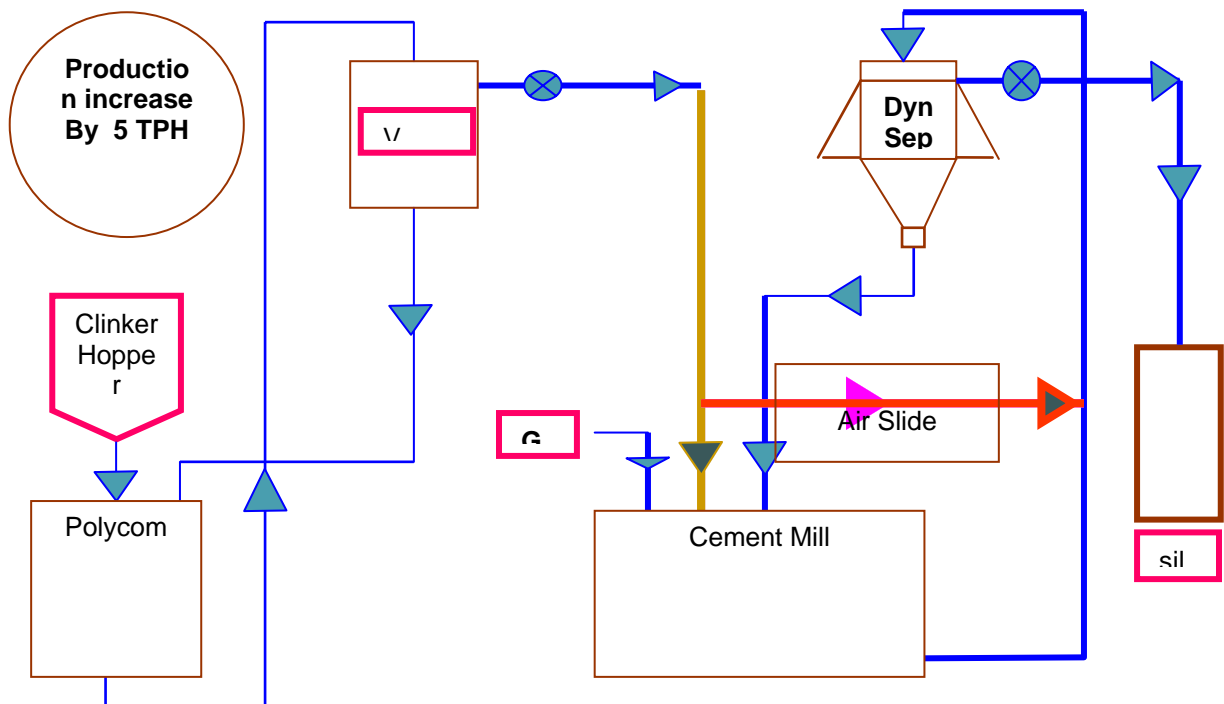 Productio
n increase
By 5 TPH
Dyn
Sep
Clinker
Hoppe
r
Air Slide
G
Polycom
Cement Mill
sil